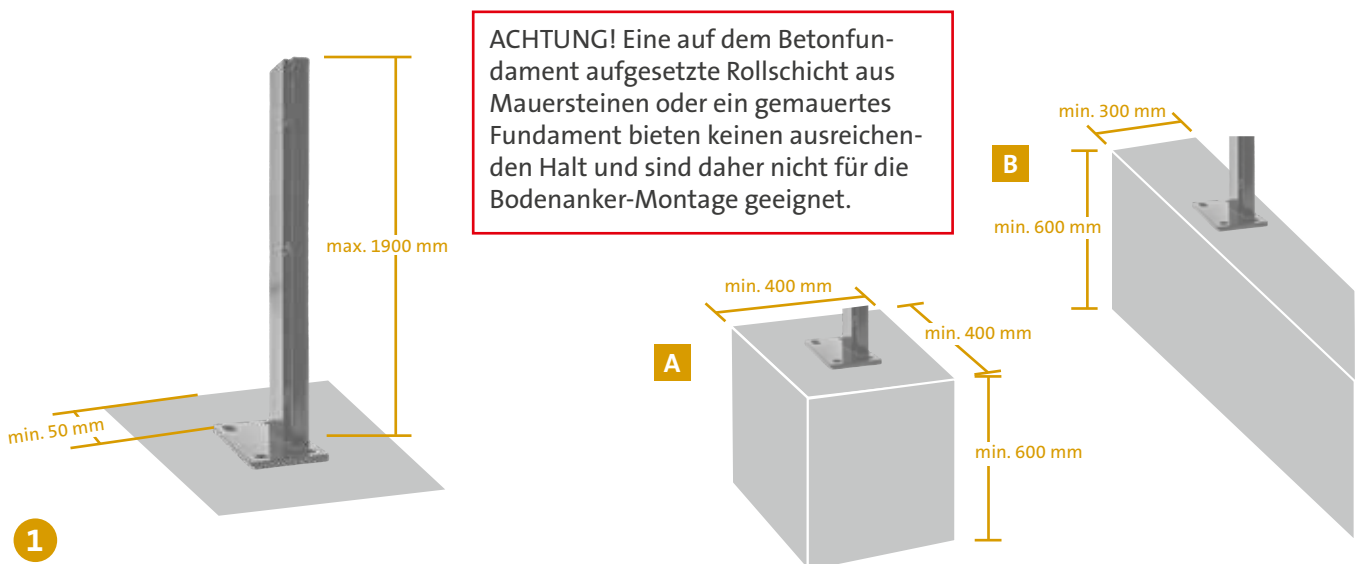 ACHTUNG! Eine auf dem Betonfun-
dament aufgesetzte Rollschicht aus
Mauersteinen oder ein gemauertes
Fundament bieten keinen ausreichen-
den Halt und sind daher nicht für die
Bodenanker-Montage geeignet.
max. 1900 mm
min. 50 mm
1
A
min. 400 mm
min. 400 mm
min. 600 mm
B
min. 300 mm
min. 600 mm